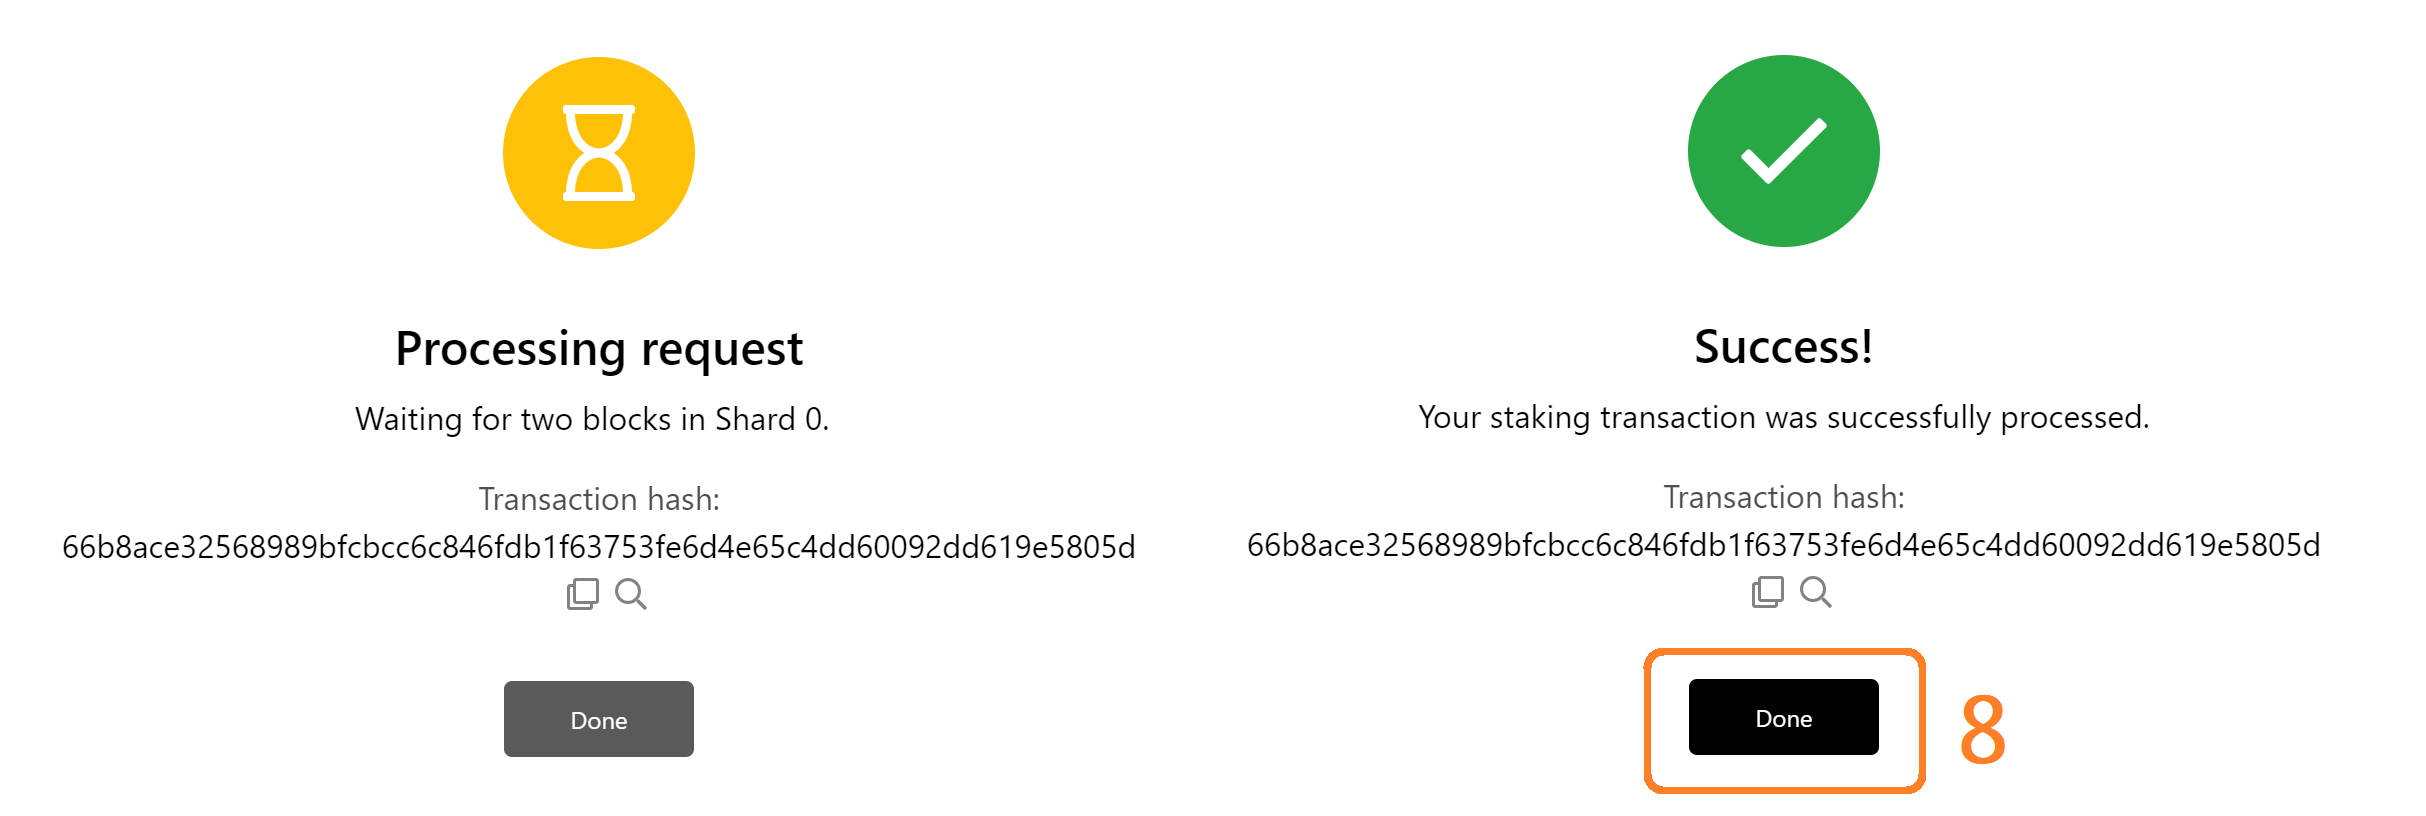 Processing request
Waiting for two blocks in Shard 0.
Transaction hash:
66b8ace32568989bfcbcc6c846fdb1f63753fe6d4e65c4dd60092dd619e5805d
Done
Success!
Your staking transaction was successfully processed.
Transaction hash:
66b8ace32568989bfcbcc6c846fdb1f63753fe6d4e65c4dd60092dd619e5805d
Done
8